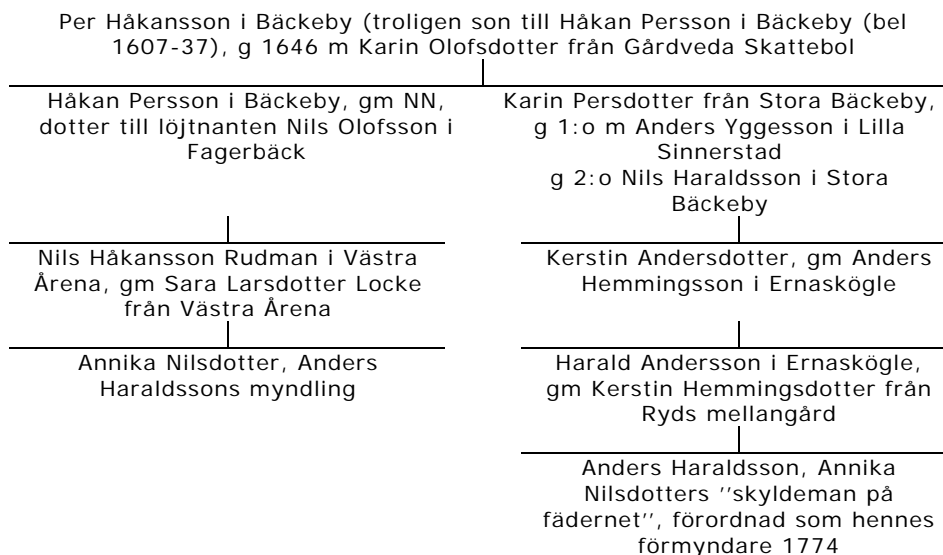 Per Håkansson i Bäckeby (troligen son till Håkan Persson i Bäckeby (bel
1607-37), g 1646 m Karin Olofsdotter från Gårdveda Skattebol
Håkan Persson i Bäckeby, gm NN,
dotter till löjtnanten Nils Olofsson i
Fagerbäck
Karin Persdotter från Stora Bäckeby,
g 1:o m Anders Yggesson i Lilla
Sinnerstad
g 2:o Nils Haraldsson i Stora
Bäckeby
Nils Håkansson Rudman i Västra
Årena, gm Sara Larsdotter Locke
från Västra Årena
Kerstin Andersdotter, gm Anders
Hemmingsson i Ernaskögle
Annika Nilsdotter, Anders
Haraldssons myndling
Harald Andersson i Ernaskögle,
gm Kerstin Hemmingsdotter från
Ryds mellangård
Anders Haraldsson, Annika
Nilsdotters ''skyldeman på
fädernet'', förordnad som hennes
förmyndare 1774